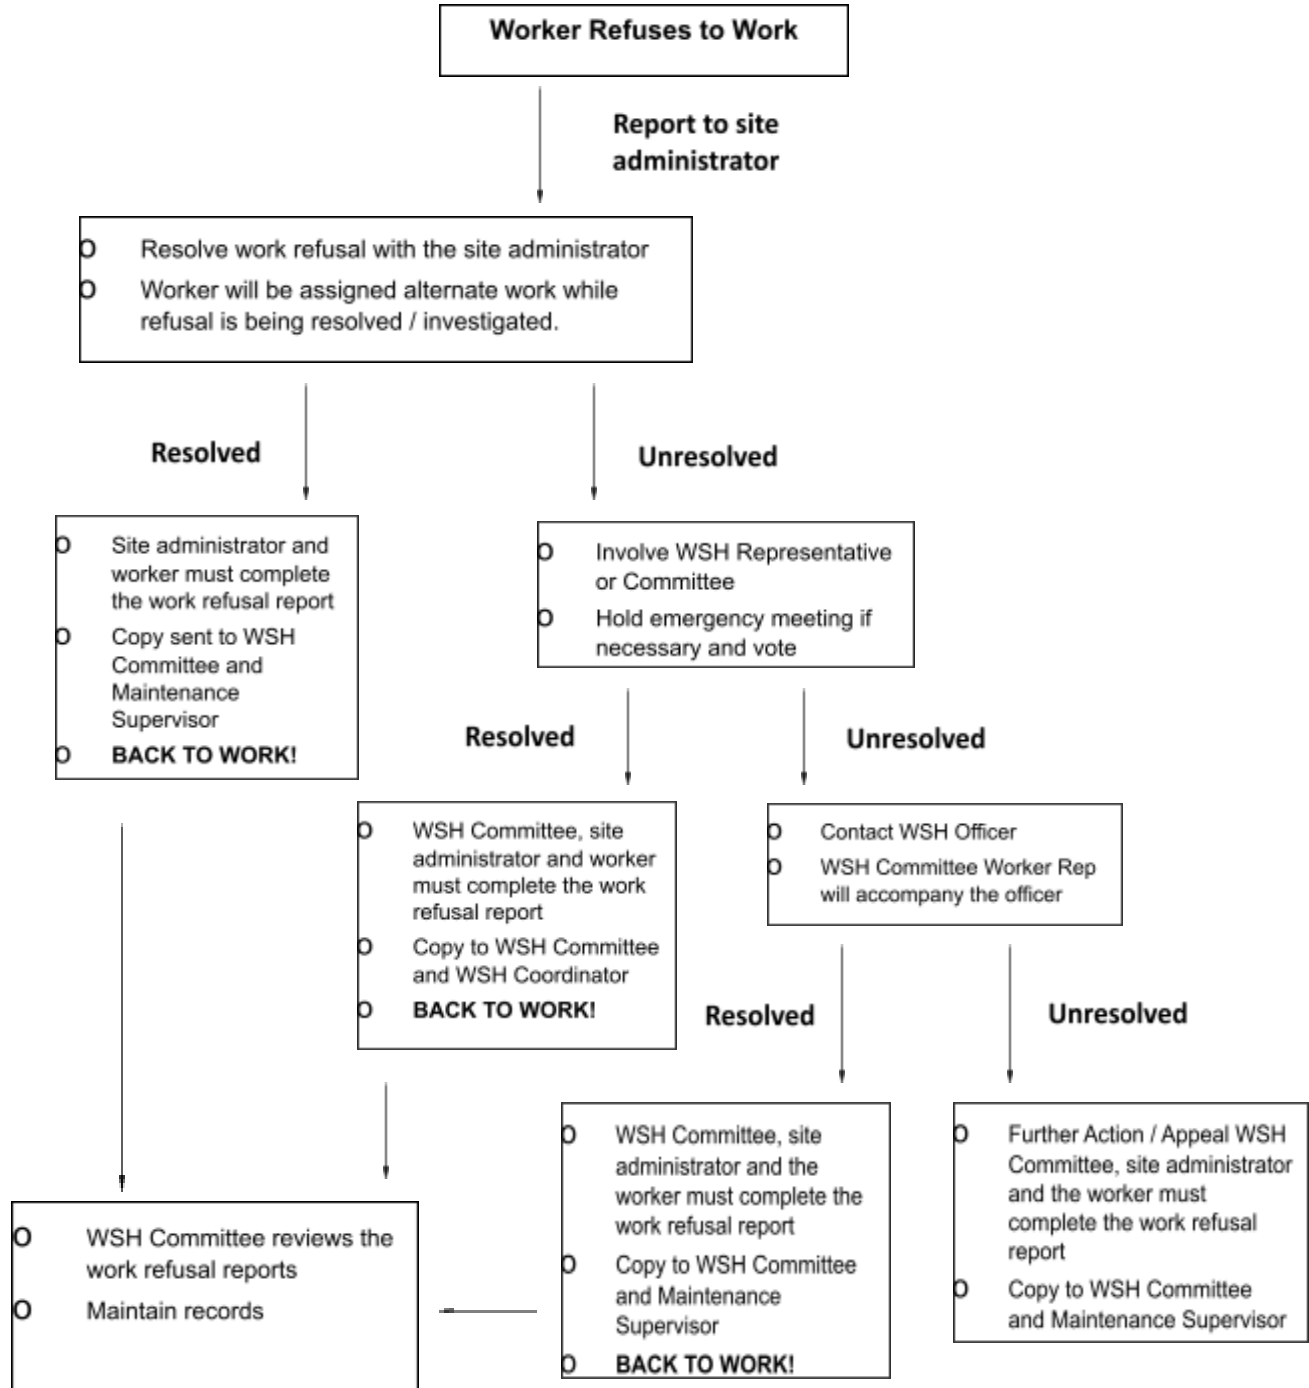 Worker Refuses to Work
Report to site
administrator
O Resolve work refusal with the site administrator
O Worker will be assigned alternate work while
refusal is being resolved / investigated.
Resolved
Unresolved
O Site administrator and
worker must complete
the work refusal report
O Copy sent to WSH
Committee and
Maintenance
Supervisor
O BACK TO WORK!
O Involve WSH Representative
or Committee
O Hold emergency meeting if
necessary and vote
Resolved
Unresolved
O WSH Committee, site
administrator and worker
must complete the work
refusal report
O Copy to WSH Committee
and WSH Coordinator
O BACK TO WORK!
O Contact WSH Officer
O WSH Committee Worker Rep
will accompany the officer
Resolved
Unresolved
O WSH Committee reviews the
work refusal reports
O Maintain records
O WSH Committee, site
administrator and the
worker must complete the
work refusal report
O Copy to WSH Committee
and Maintenance
Supervisor
O BACK TO WORK!
O Further Action / Appeal WSH
Committee, site administrator
and the worker must
complete the work refusal
report
O Copy to WSH Committee
and Maintenance Supervisor